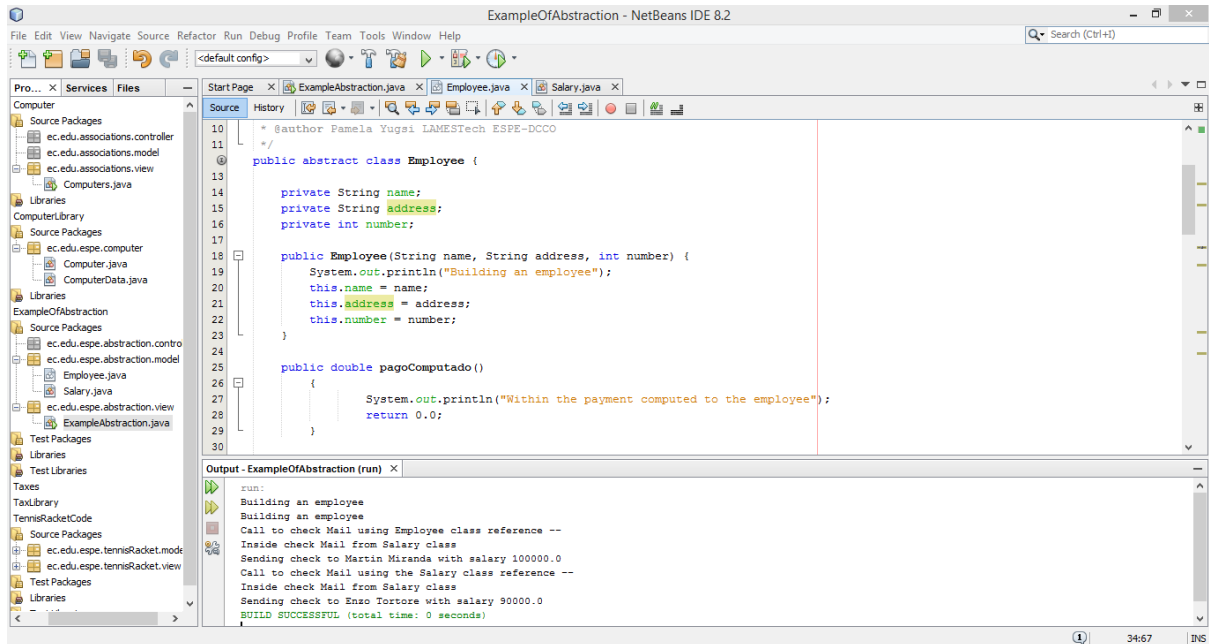 ExampleOfAbstraction - NetBeans IDE 8.2
File Edit View Navigate Source Refactor Run Debug Profile Team Tools Window Help
Search (Ctrl+I)
<default config>
Pro... Services Files
Start Page ExampleAbstraction.java Employee.java Salary.java
Computer
Source Packages
ec.edu.associations.controller
ec.edu.associations.model
ec.edu.associations.view
Computers.java
Libraries
ComputerLibrary
Source Packages
ec.edu.espe.computer
Computer.java
ComputerData.java
Libraries
ExampleOfAbstraction
Source Packages
ec.edu.espe.abstraction.contro
ec.edu.espe.abstraction.model
Employee.java
Salary.java
ec.edu.espe.abstraction.view
ExampleAbstraction.java
Test Packages
Libraries
Test Libraries
Taxes
TaxLibrary
TennisRacketCode
Source Packages
ec.edu.espe.tennisRacket.mode
ec.edu.espe.tennisRacket.view
Test Packages
Libraries
Source History
10 * @author Pamela Yugsi LAMESTech ESPE-DCCO
11 */
public abstract class Employee {
13
14 private String name;
15 private String address;
16 private int number;
17
18 public Employee(String name, String address, int number) {
19 System.out.println("Building an employee");
20 this.name = name;
21 this.address = address;
22 this.number = number;
23 }
24
25 public double pagoComputado()
26 {
27 System.out.println("Within the payment computed to the employee");
28 return 0.0;
29 }
30
Output - ExampleOfAbstraction (run)
run:
Building an employee
Building an employee
Call to check Mail using Employee class reference --
Inside check Mail from Salary class
Sending check to Martin Miranda with salary 100000.0
Call to check Mail using the Salary class reference --
Inside check Mail from Salary class
Sending check to Enzo Tortore with salary 90000.0
BUILD SUCCESSFUL (total time: 0 seconds)
1 34:67 INS